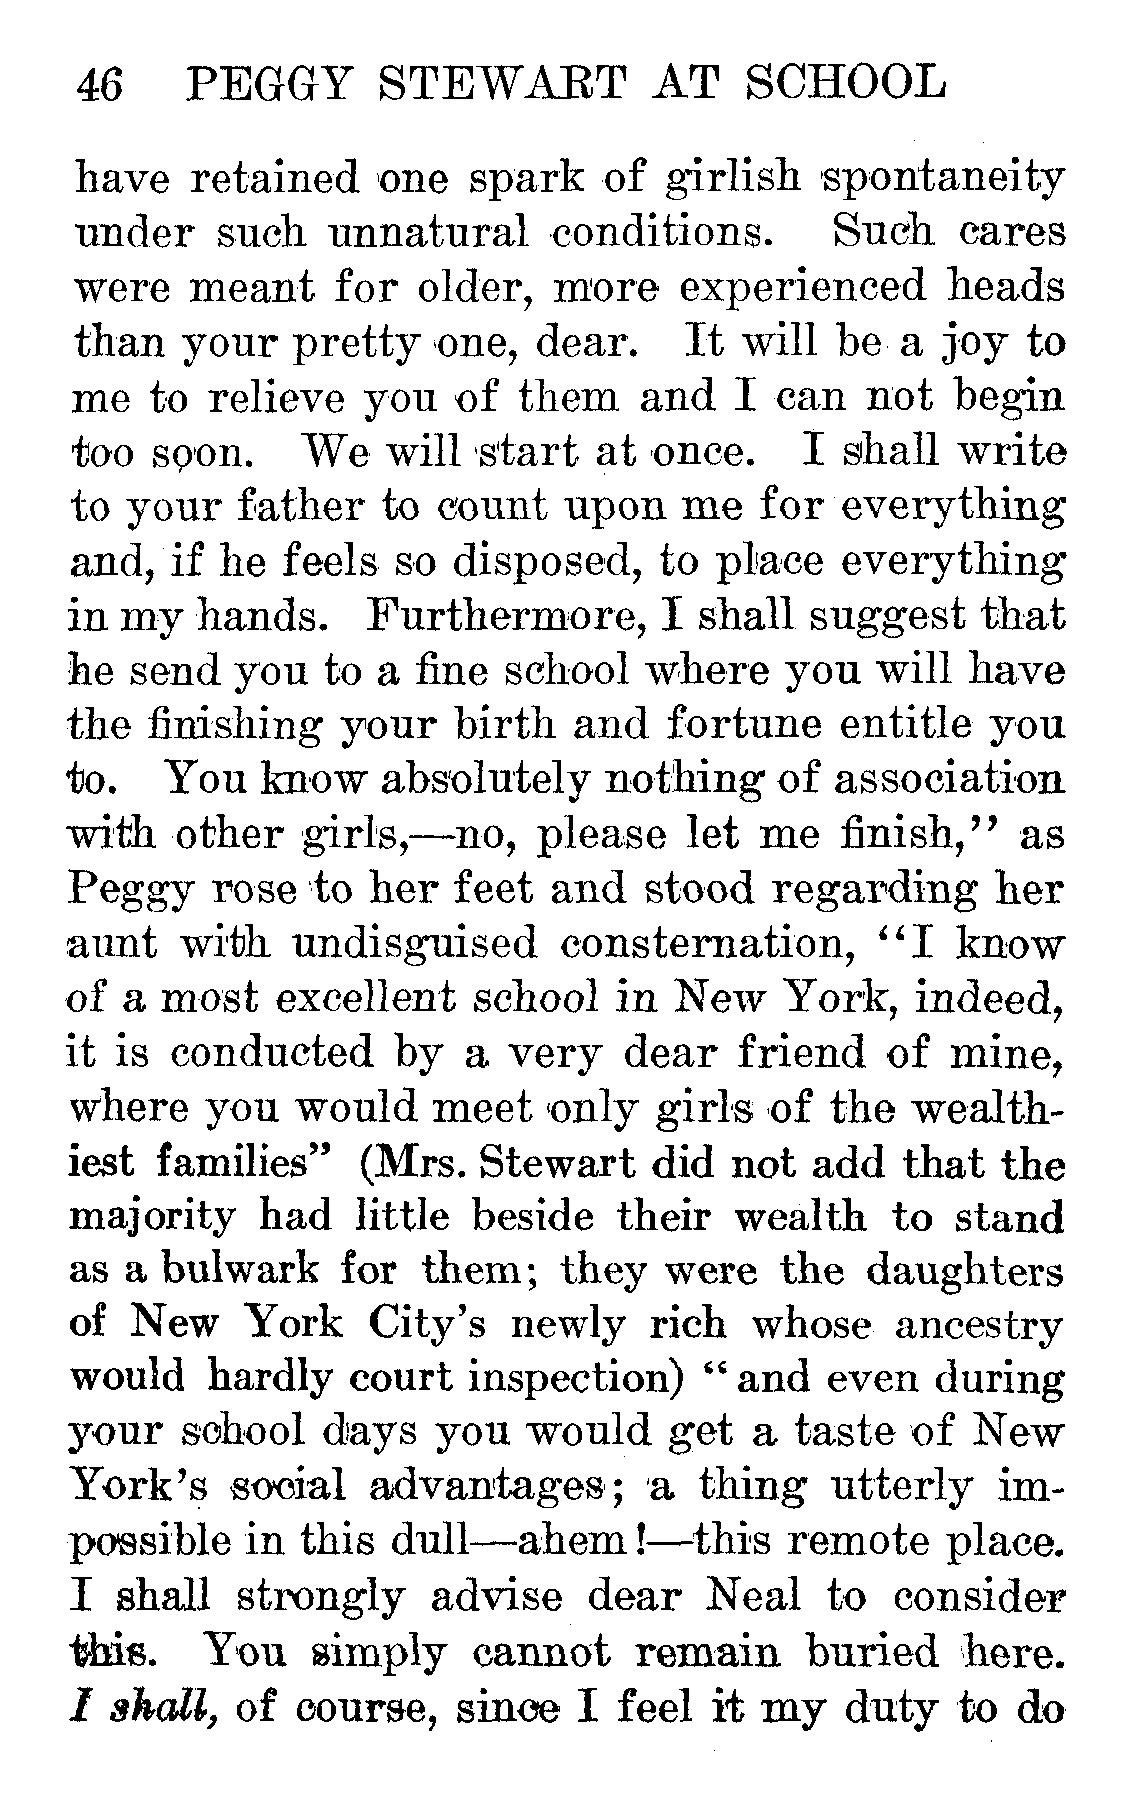 46 PEGGY STEWART AT SCHOOL
have retained one spark of girlish spontaneity
under such unnatural conditions. Such cares
were meant for older, more experienced heads
than your pretty one, dear. It will be a joy to
me to relieve you of them and I can not begin
too soon. We will start at once. I shall write
to your father to count upon me for everything
and, if he feels so disposed, to place everything
in my hands. Furthermore, I shall suggest that
he send you to a fine school where you will have
the finishing your birth and fortune entitle you
to. You know absolutely nothing of association
with other girls,—no, please let me finish,’’ as
Peggy rose to her feet and stood regarding her
aunt with undisguised consternation, ‘‘I know
of a most excellent school in New York, indeed,
it is conducted by a very dear friend of mine,
where you would meet only girls of the wealth-
iest families” (Mrs. Stewart did not add that the
majority had little beside their wealth to stand
as a bulwark for them; they were the daughters
of New York City’s newly rich whose ancestry
would hardly court inspection) “and even during
your school days you would get a taste of New
York’s social advantages; a thing utterly im-
possible in this dull—ahem!—this remote place.
I shall strongly advise dear Neal to consider
this. You simply cannot remain buried here.
I shall, of course, since I feel it my duty to do